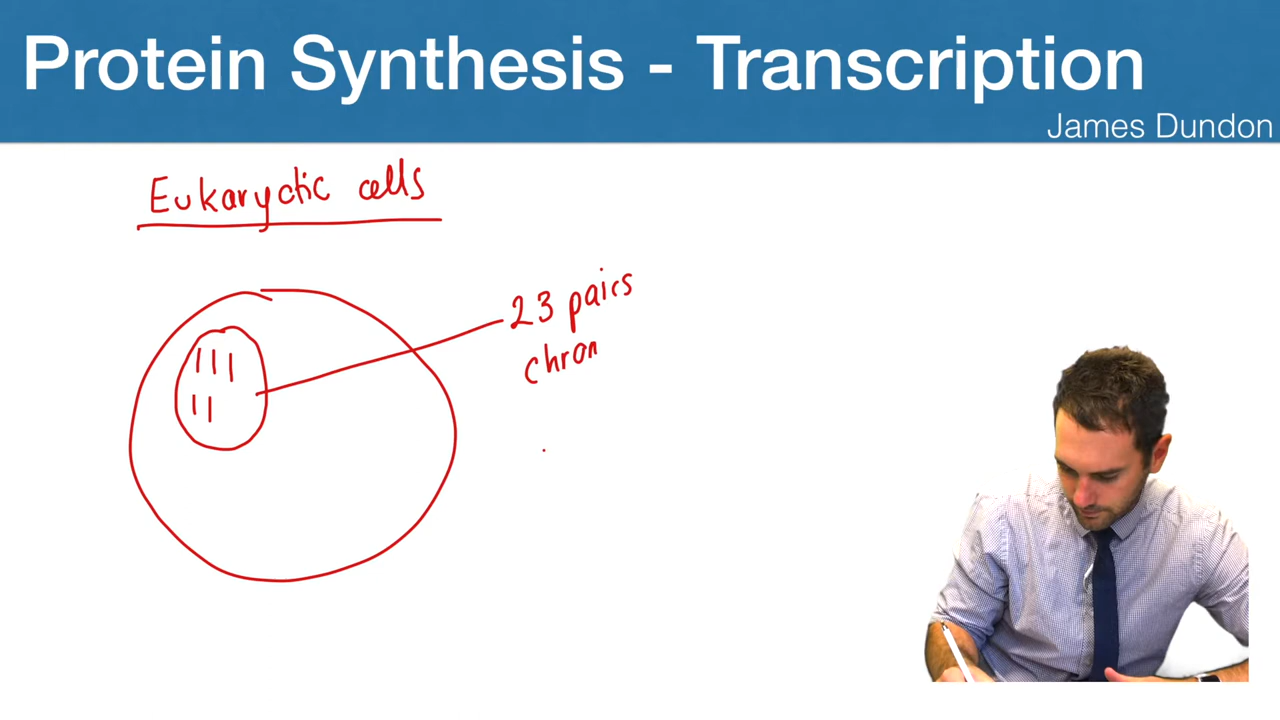 Protein Synthesis - Transcription
James Dundon
Eukaryotic cells
23 pairs
chrom